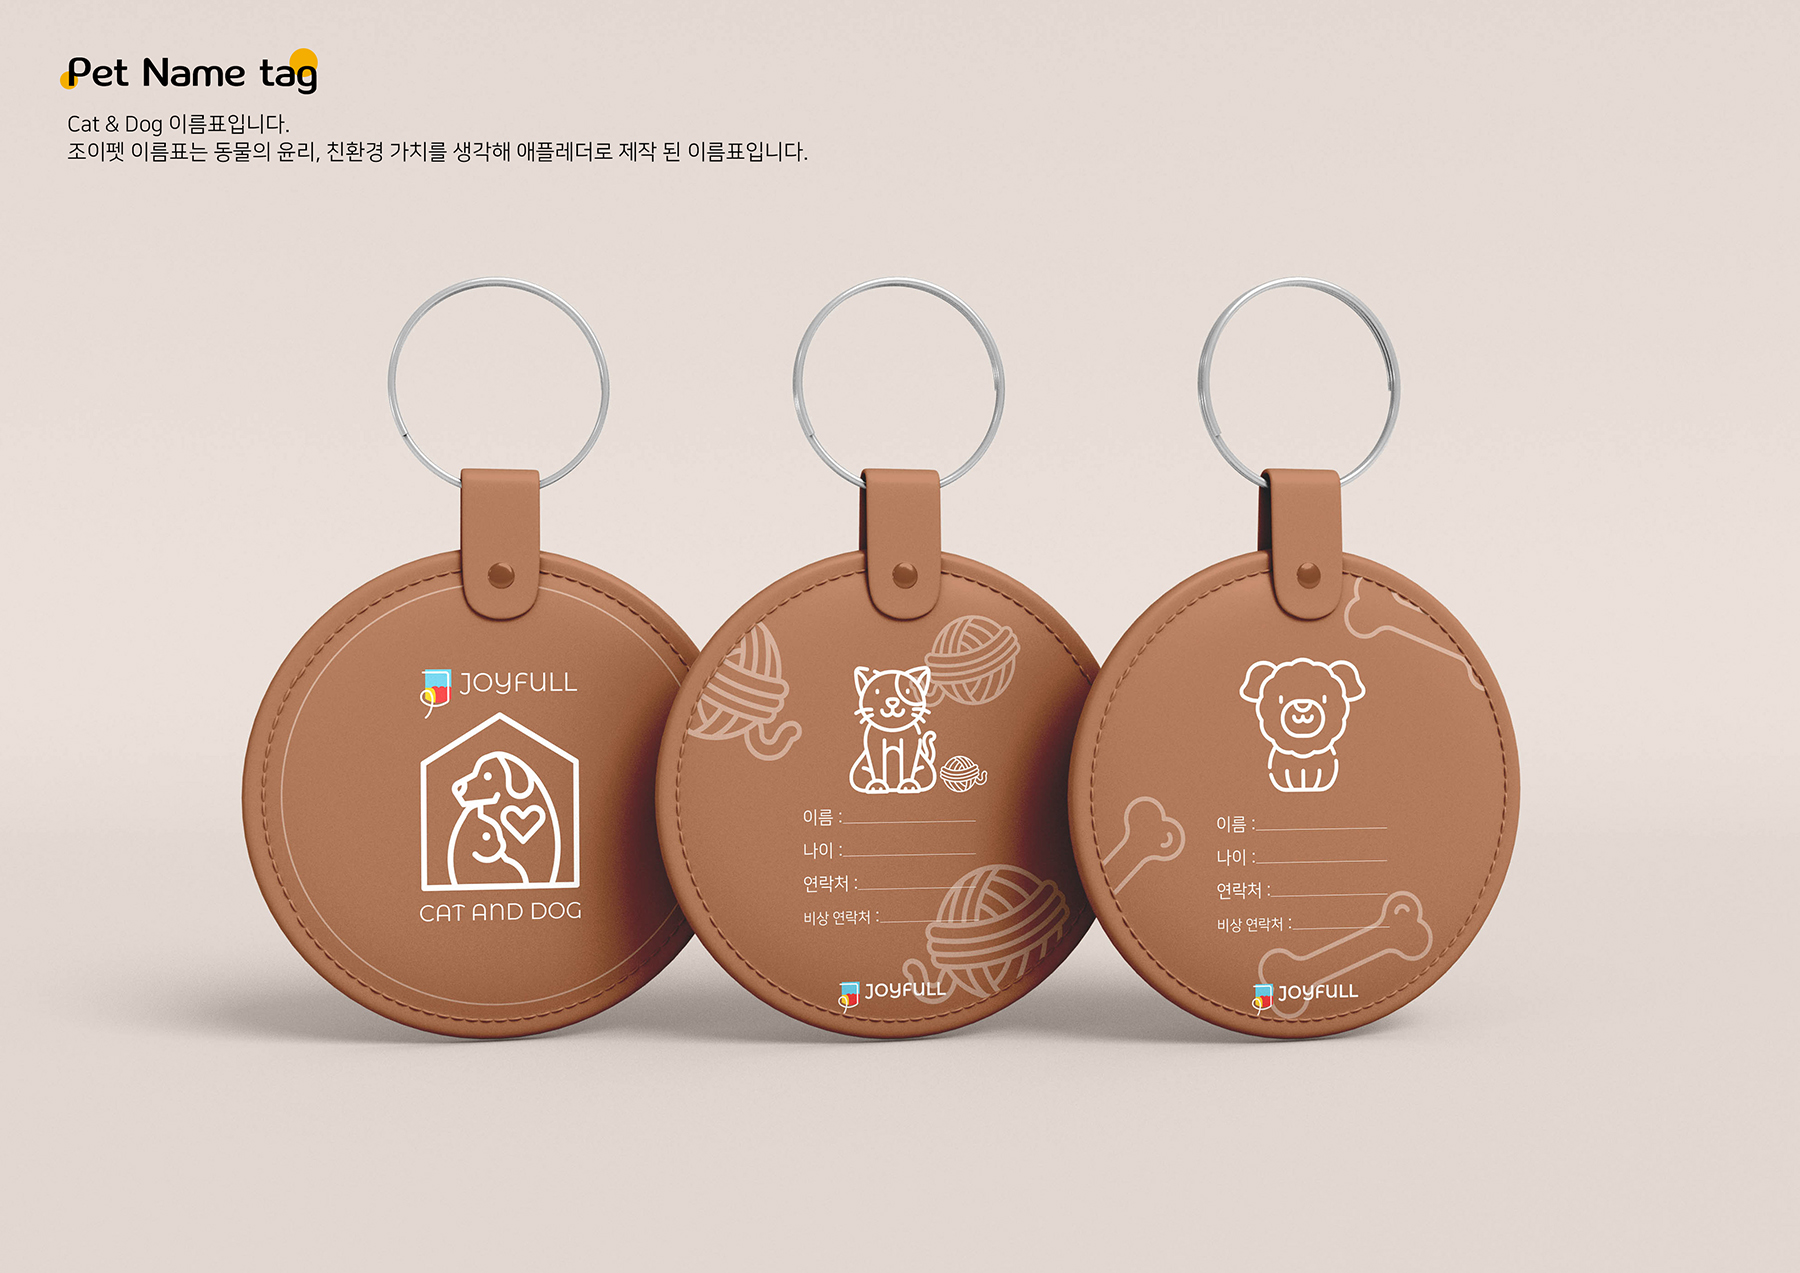 Pet Name tag
Cat & Dog 이름표입니다.
조이펫 이름표는 동물의 윤리, 친환경 가치를 생각해 애플레더로 제작 된 이름표입니다.
JOYFULL
CAT AND DOG
이름 :
나이 :
연락처 :
비상 연락처 :
JOYFULL
이름 :
나이 :
연락처 :
비상 연락처 :
JOYFULL